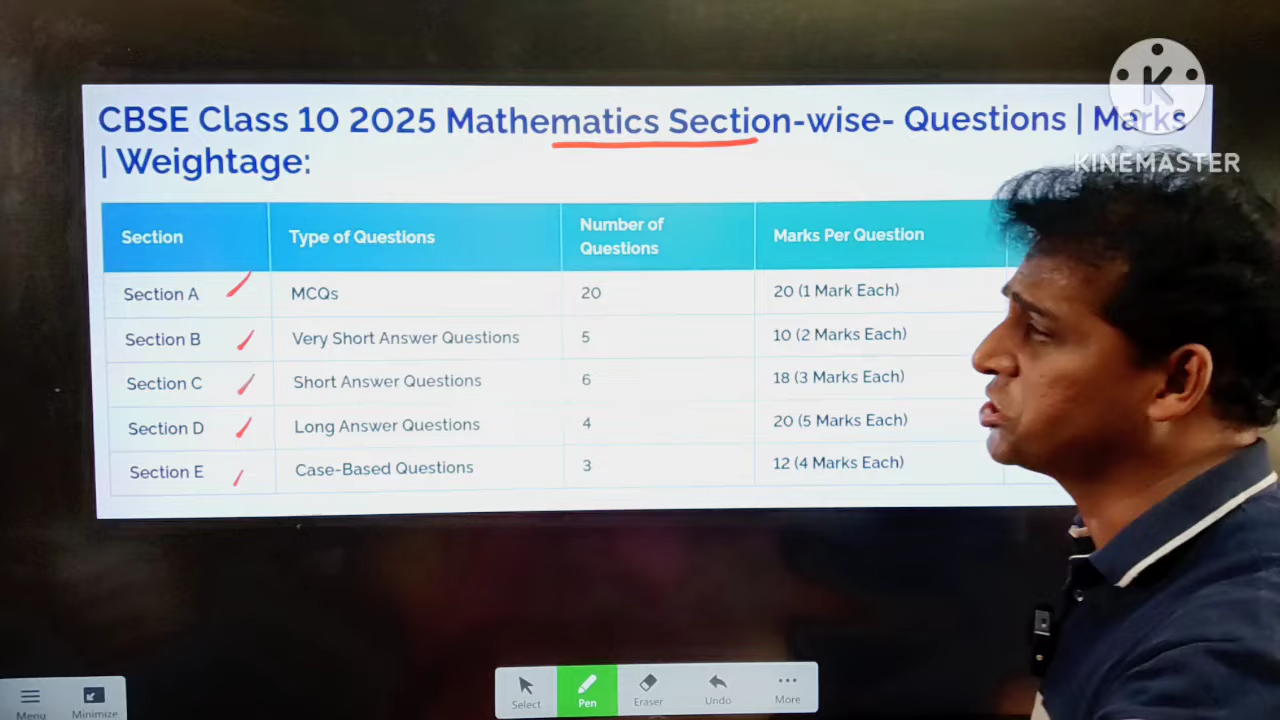 CBSE Class 10 2025 Mathematics Section-wise- Questions | Marks
| Weightage:
KINEMASTER
Section Type of Questions Number of Questions Marks Per Question
Section A MCQs 20 20 (1 Mark Each)
Section B Very Short Answer Questions 5 10 (2 Marks Each)
Section C Short Answer Questions 6 18 (3 Marks Each)
Section D Long Answer Questions 4 20 (5 Marks Each)
Section E Case-Based Questions 3 12 (4 Marks Each)
Menu Minimize Select Pen Eraser Undo More